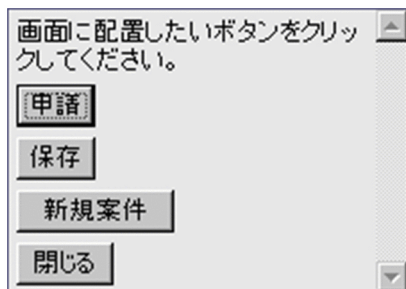 画面に配置したいボタンをクリッ
クしてください。
申請
保存
新規案件
閉じる